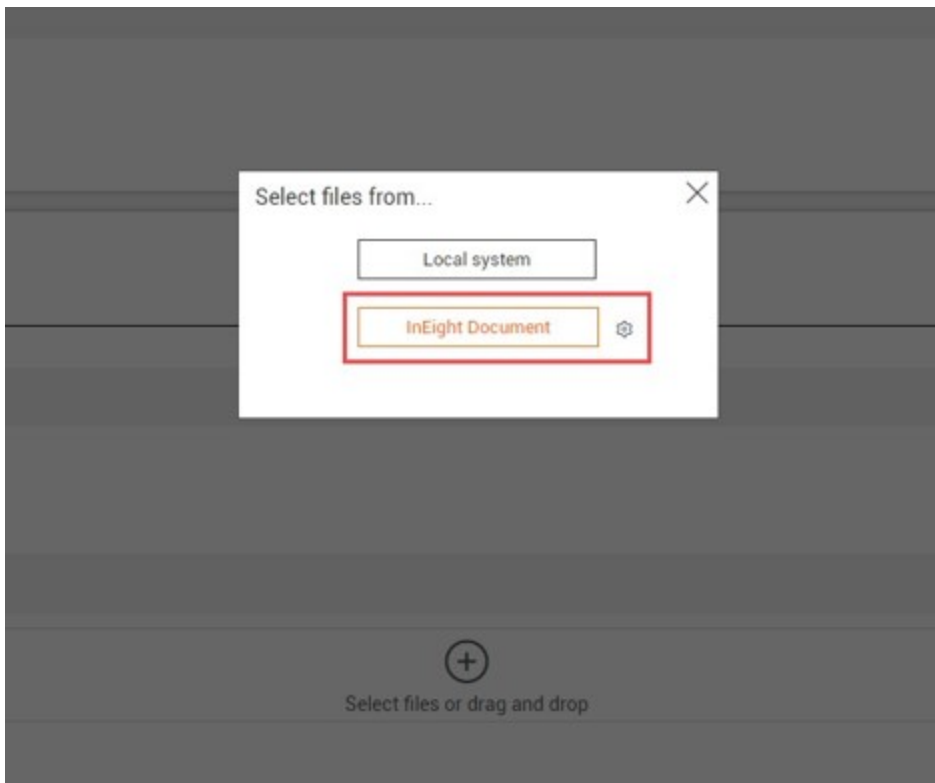 Select files from...
Local system
InEight Document
Select files or drag and drop